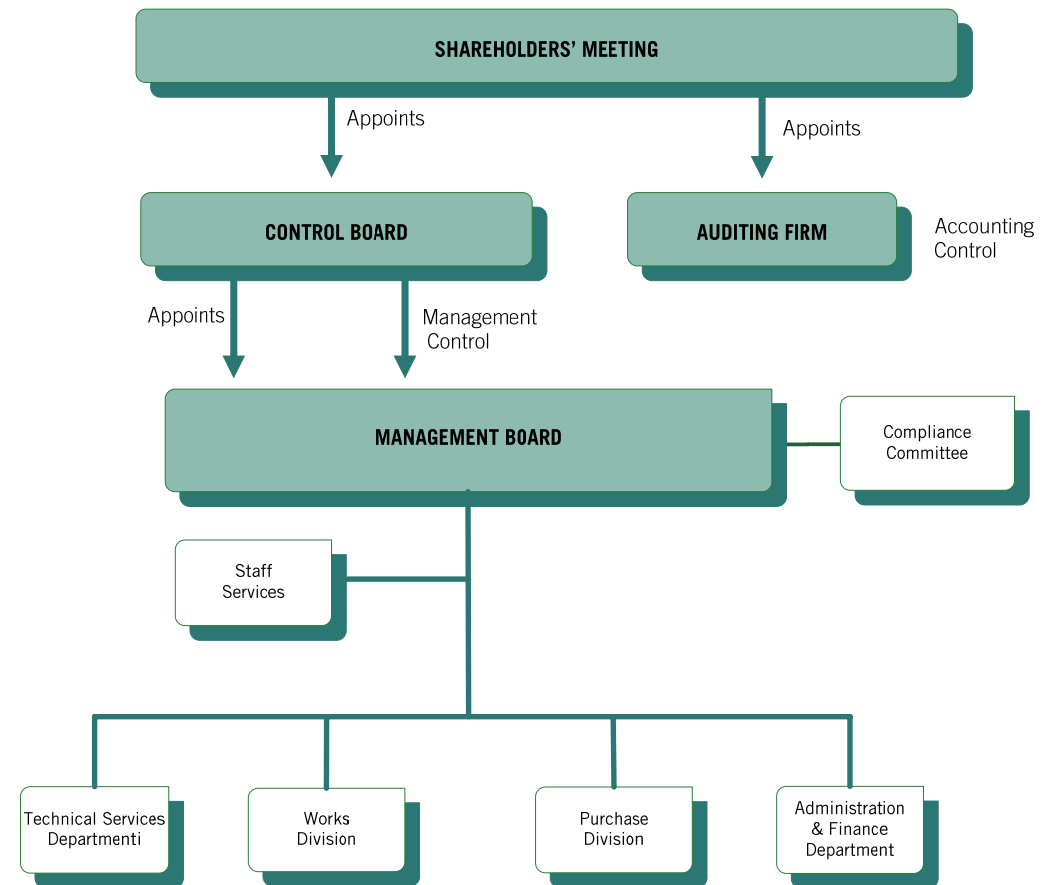 SHAREHOLDERS’ MEETING
Appoints
Appoints
CONTROL BOARD
AUDITING FIRM
Accounting
Control
Appoints
Management
Control
MANAGEMENT BOARD
Compliance
Committee
Staff
Services
Technical Services
Departmenti
Works
Division
Purchase
Division
Administration
& Finance
Department